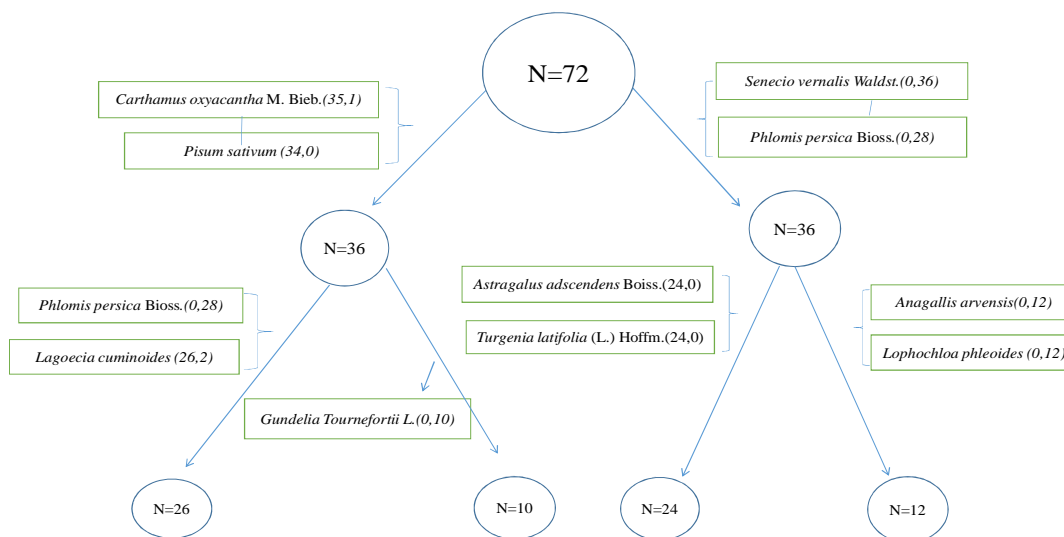 N=72
Carthamus oxyacantha M. Bieb.(35,1)
Pisum sativum (34,0)
Senecio vernalis Waldst.(0,36)
Phlomis persica Bioss.(0,28)
N=36
N=36
Phlomis persica Bioss.(0,28)
Lagoecia cuminoides (26,2)
Gundelia Tournefortii L.(0,10)
Astragalus adscendens Boiss.(24,0)
Turgenia latifolia (L.) Hoffm.(24,0)
Anagallis arvensis(0,12)
Lophochloa phleoides (0,12)
N=26
N=10
N=24
N=12